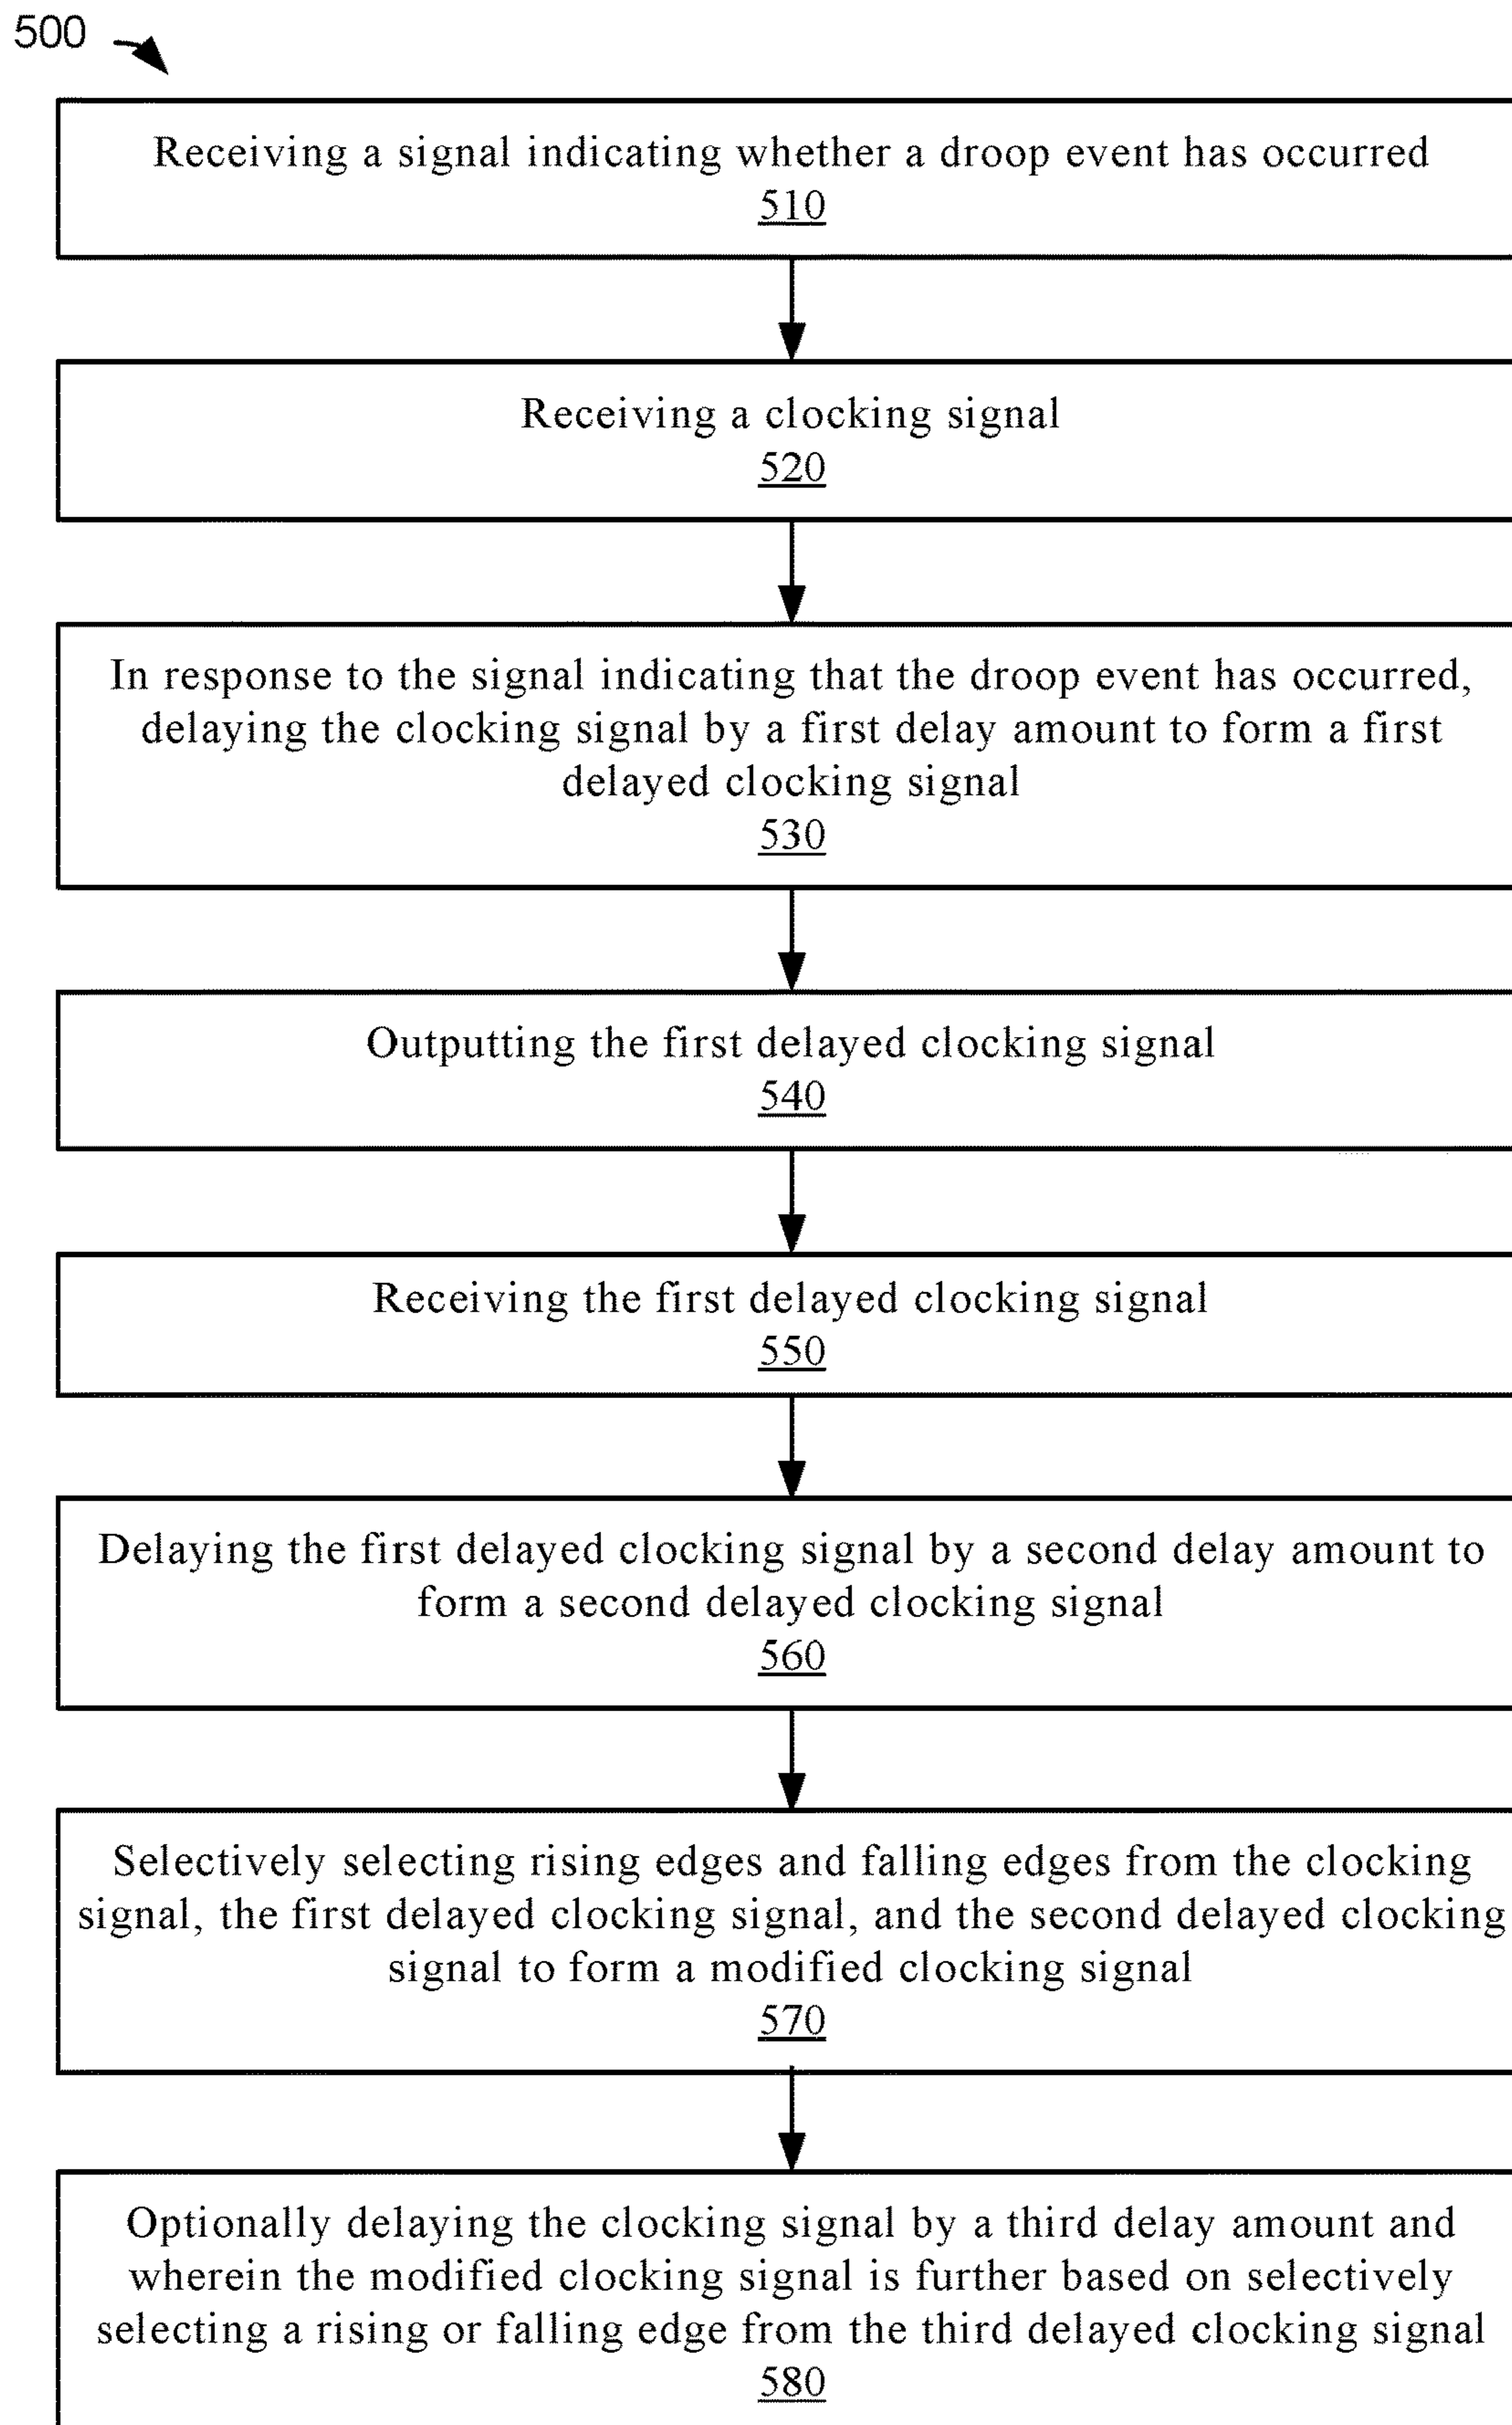 500
Receiving a signal indicating whether a droop event has occurred
510
Receiving a clocking signal
520
In response to the signal indicating that the droop event has occurred,
delaying the clocking signal by a first delay amount to form a first
delayed clocking signal
530
Outputting the first delayed clocking signal
540
Receiving the first delayed clocking signal
550
Delaying the first delayed clocking signal by a second delay amount to
form a second delayed clocking signal
560
Selectively selecting rising edges and falling edges from the clocking
signal, the first delayed clocking signal, and the second delayed clocking
signal to form a modified clocking signal
570
Optionally delaying the clocking signal by a third delay amount and
wherein the modified clocking signal is further based on selectively
selecting a rising or falling edge from the third delayed clocking signal
580